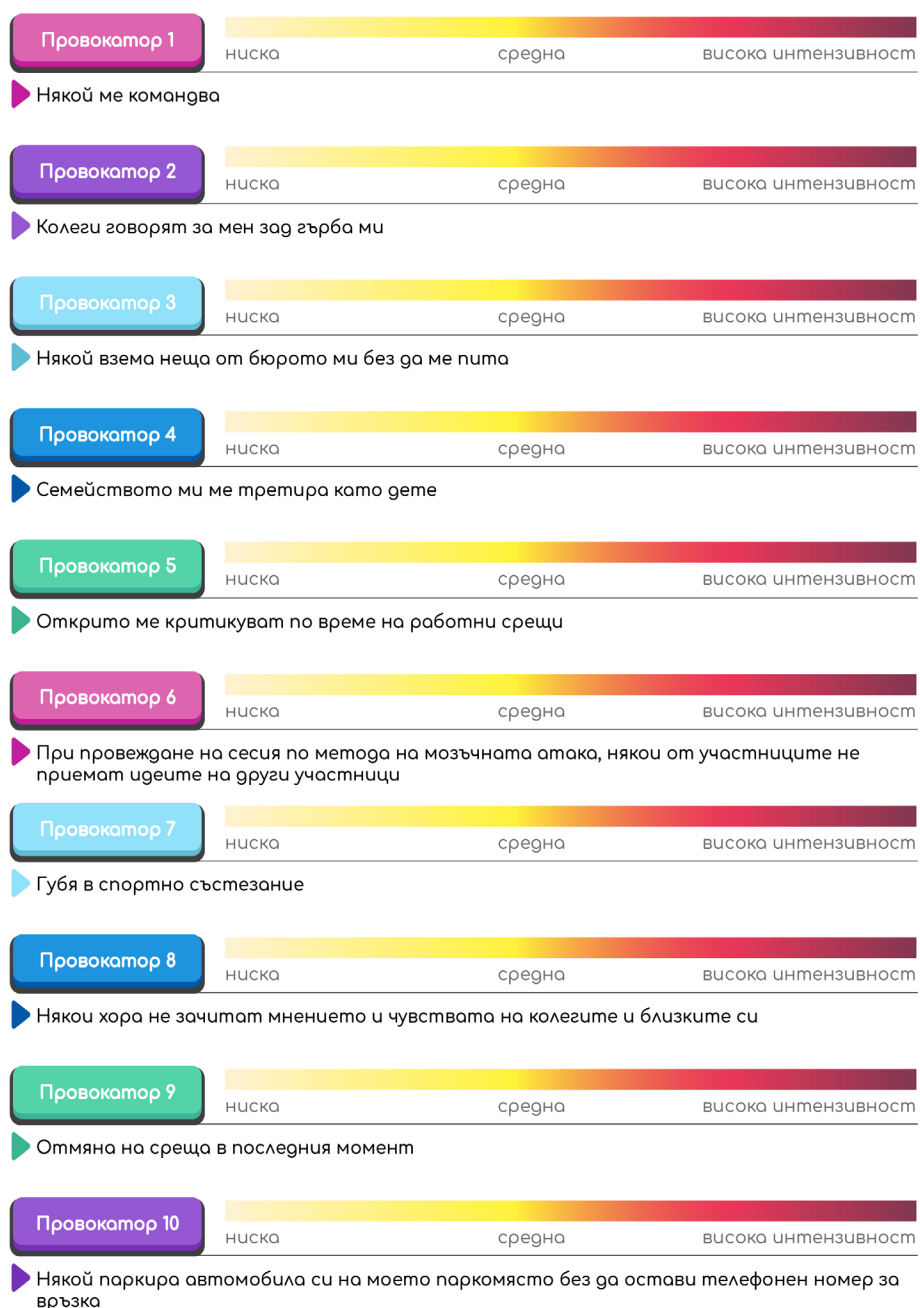 Провокатор 1
ниска средна висока интензивност
Някой ме командва
Провокатор 2
ниска средна висока интензивност
Колеги говорят за мен зад гърба ми
Провокатор 3
ниска средна висока интензивност
Някой взема неща от бюрото ми без да ме пита
Провокатор 4
ниска средна висока интензивност
Семейството ми ме третира като дете
Провокатор 5
ниска средна висока интензивност
Открито ме критикуват по време на работни срещи
Провокатор 6
ниска средна висока интензивност
При провеждане на сесия по метода на мозъчната атака, някои от участниците не
приемат идеите на други участници
Провокатор 7
ниска средна висока интензивност
Губя в спортно състезание
Провокатор 8
ниска средна висока интензивност
Някои хора не зачитат мнението и чувствата на колегите и близките си
Провокатор 9
ниска средна висока интензивност
Отмяна на среща в последния момент
Провокатор 10
ниска средна висока интензивност
Някой паркира автомобила си на моето паркомясто без да остави телефонен номер за
връзка